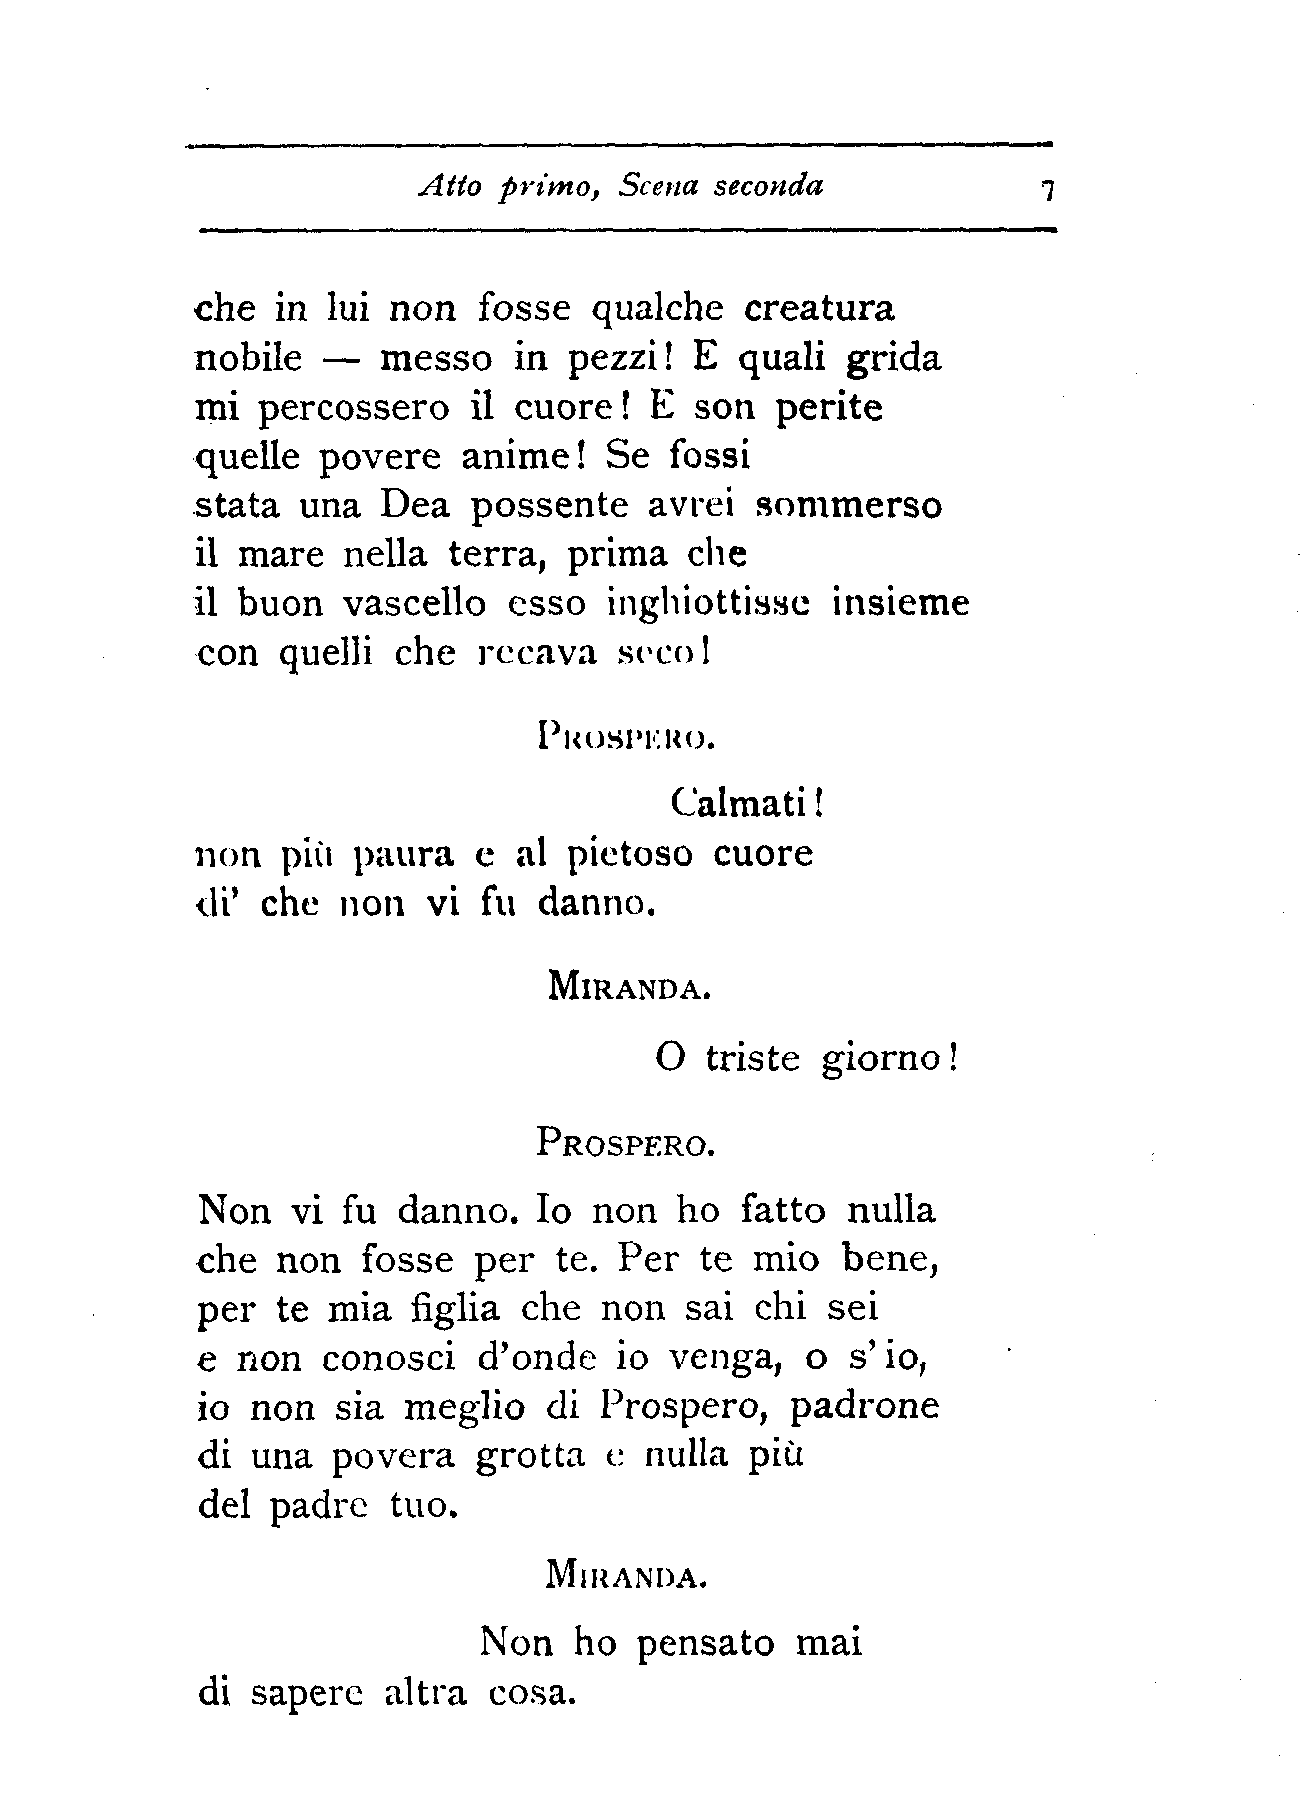 Atto primo, Scena seconda 7
che in lui non fosse qualche creatura
nobile — messo in pezzi! E quali grida
mi percossero il cuore! E son perite
quelle povere anime! Se fossi
stata una Dea possente avrei sommerso
il mare nella terra, prima che
il buon vascello esso inghiottisse insieme
con quelli che recava seco!
PROSPERO.
Calmati!
non più paura e al pietoso cuore
di' che non vi fu danno.
MIRANDA.
O triste giorno!
PROSPERO.
Non vi fu danno. Io non ho fatto nulla
che non fosse per te. Per te mio bene,
per te mia figlia che non sai chi sei
e non conosci d'onde io venga, o s'io,
io non sia meglio di Prospero, padrone
di una povera grotta e nulla più
del padre tuo.
MIRANDA.
Non ho pensato mai
di sapere altra cosa.